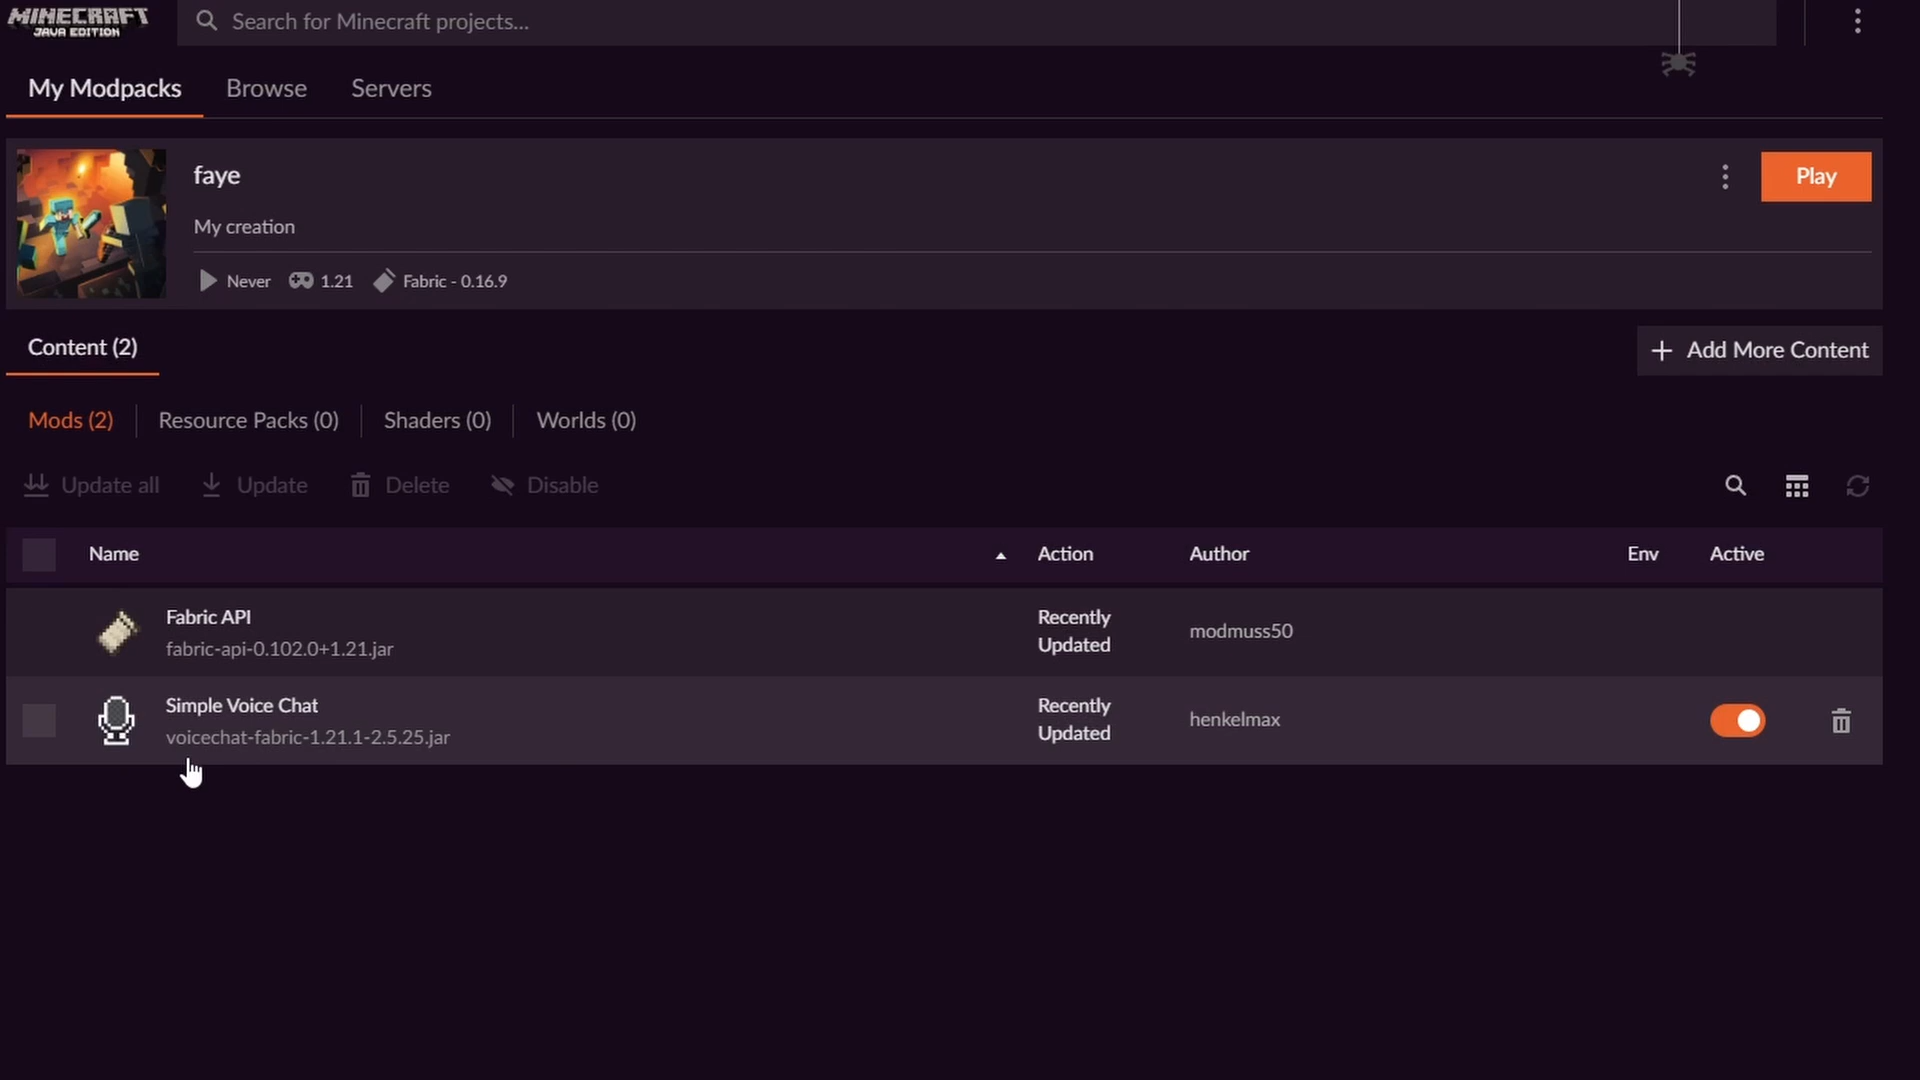 MINECRAFT
JAVA EDITION
Search for Minecraft projects...
My Modpacks
Browse
Servers
faye
Play
My creation
Never
1.21
Fabric - 0.16.9
Content (2)
Add More Content
Mods (2)
Resource Packs (0)
Shaders (0)
Worlds (0)
Update all
Update
Delete
Disable
Name
Action
Author
Env
Active
Fabric API
fabric-api-0.102.0+1.21.jar
Recently
Updated
modmuss50
Simple Voice Chat
voicechat-fabric-1.21.1-2.5.25.jar
Recently
Updated
henkelmax